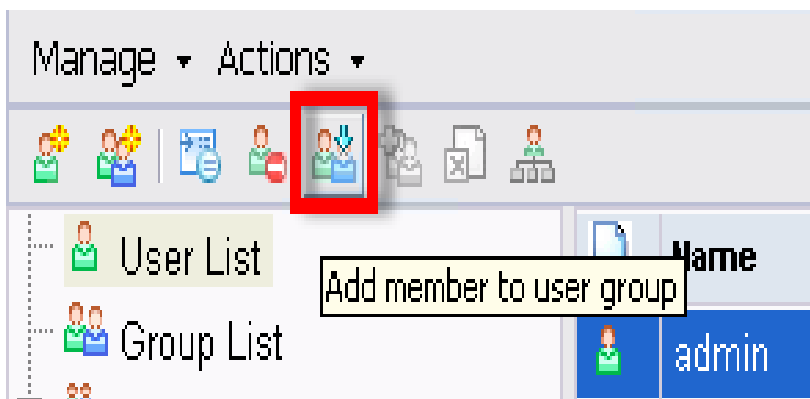 Manage Actions
User List
Name
Add member to user group
Group List
admin